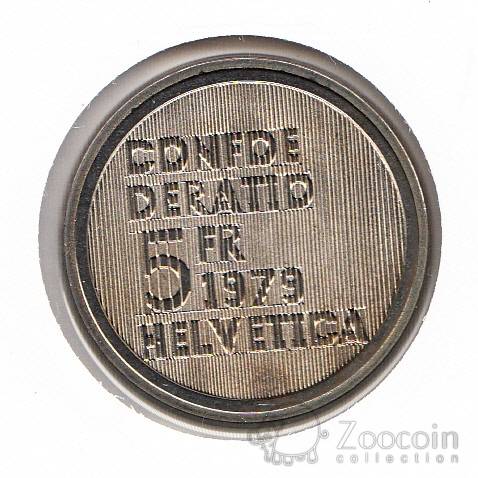 CONFOE
DERATIO
5 FR
1979
HELVETICA
Zoocoin
collection